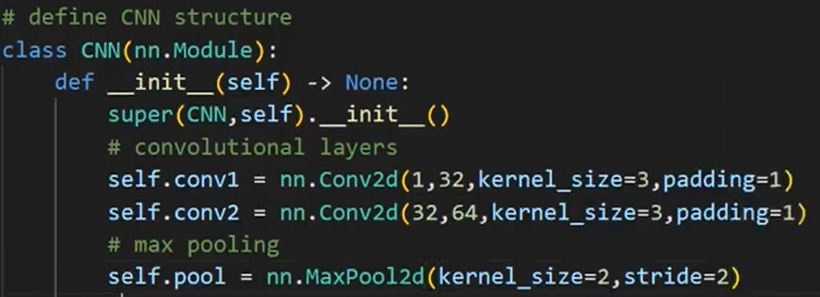 # define CNN structure
class CNN(nn.Module):
    def __init__(self) -> None:
        super(CNN,self).__init__()
        # convolutional layers
        self.conv1 = nn.Conv2d(1,32,kernel_size=3,padding=1)
        self.conv2 = nn.Conv2d(32,64,kernel_size=3,padding=1)
        # max pooling
        self.pool = nn.MaxPool2d(kernel_size=2,stride=2)